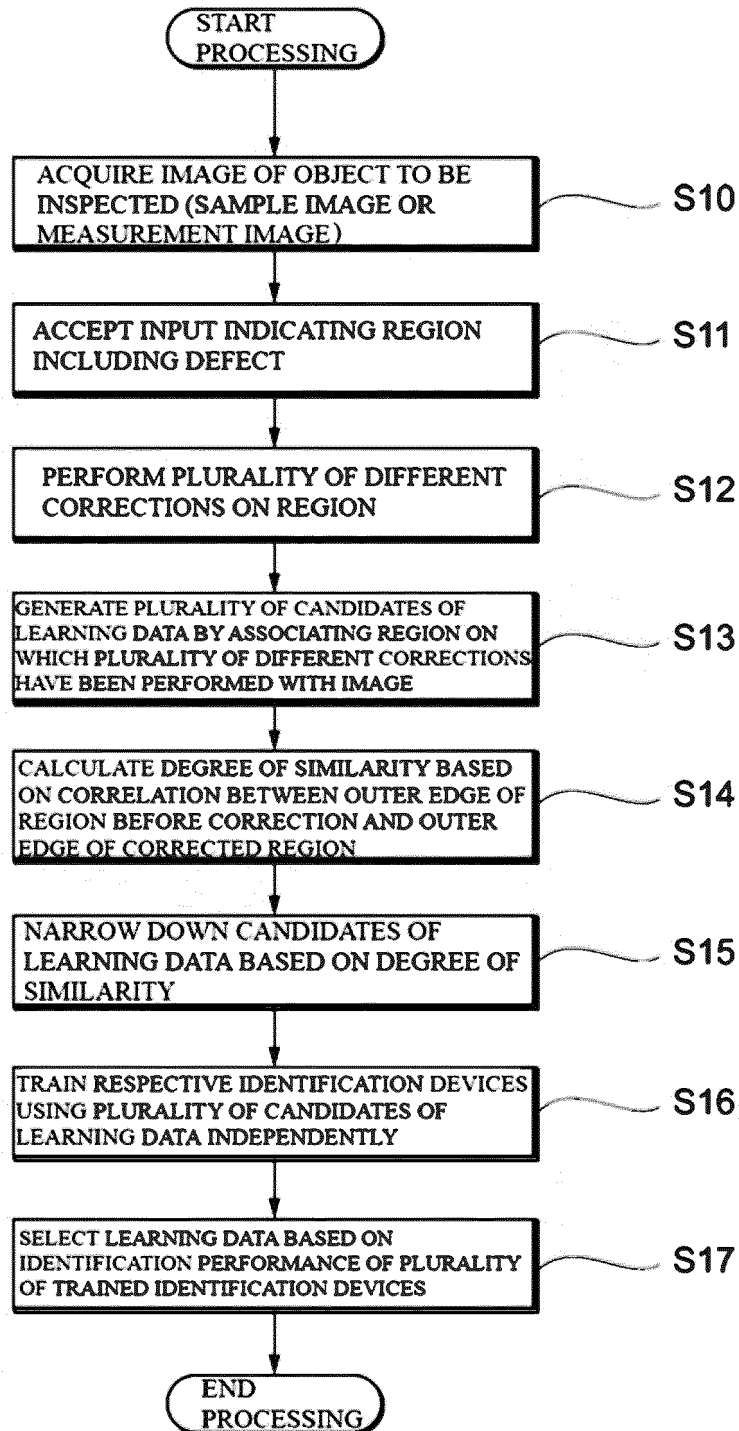 START
PROCESSING
ACQUIRE IMAGE OF OBJECT TO BE
INSPECTED (SAMPLE IMAGE OR
MEASUREMENT IMAGE)
S10
ACCEPT INPUT INDICATING REGION
INCLUDING DEFECT
S11
PERFORM PLURALITY OF DIFFERENT
CORRECTIONS ON REGION
S12
GENERATE PLURALITY OF CANDIDATES OF
LEARNING DATA BY ASSOCIATING REGION ON
WHICH PLURALITY OF DIFFERENT CORRECTIONS
HAVE BEEN PERFORMED WITH IMAGE
S13
CALCULATE DEGREE OF SIMILARITY BASED
ON CORRELATION BETWEEN OUTER EDGE OF
REGION BEFORE CORRECTION AND OUTER
EDGE OF CORRECTED REGION
S14
NARROW DOWN CANDIDATES OF
LEARNING DATA BASED ON DEGREE OF
SIMILARITY
S15
TRAIN RESPECTIVE IDENTIFICATION DEVICES
USING PLURALITY OF CANDIDATES OF
LEARNING DATA INDEPENDENTLY
S16
SELECT LEARNING DATA BASED ON
IDENTIFICATION PERFORMANCE OF PLURALITY
OF TRAINED IDENTIFICATION DEVICES
S17
END
PROCESSING